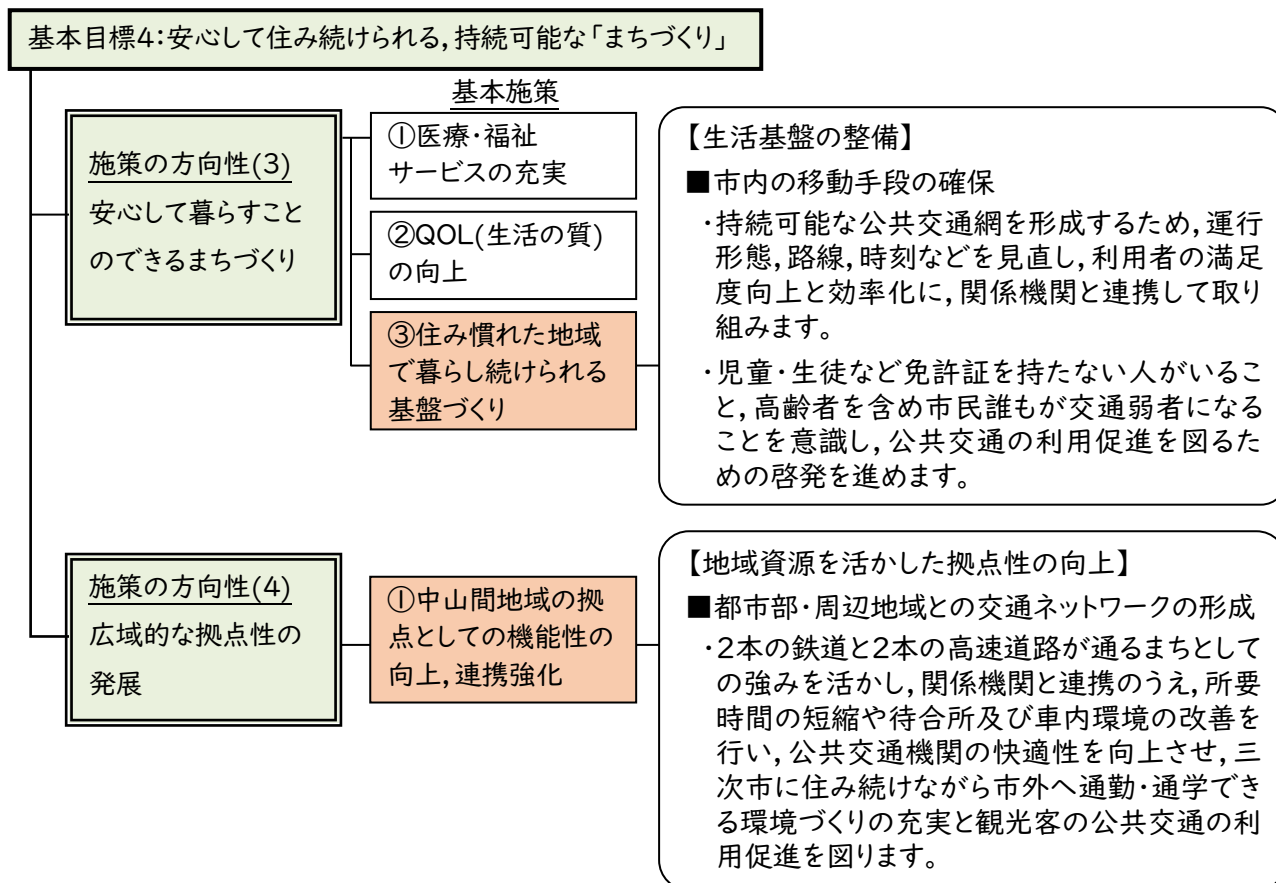 基本目標4:安心して住み続けられる,持続可能な「まちづくり」
基本施策
施策の方向性(3)
安心して暮らすこと
のできるまちづくり
①医療・福祉
サービスの充実
②QOL(生活の質)
の向上
③住み慣れた地域
で暮らし続けられる
基盤づくり
【生活基盤の整備】
■市内の移動手段の確保
・持続可能な公共交通網を形成するため,運行
形態,路線,時刻などを見直し,利用者の満足
度向上と効率化に,関係機関と連携して取り
組みます。
・児童・生徒など免許証を持たない人がいるこ
と,高齢者を含め市民誰もが交通弱者になる
ことを意識し,公共交通の利用促進を図るた
めの啓発を進めます。
施策の方向性(4)
広域的な拠点性の
発展
①中山間地域の拠
点としての機能性の
向上,連携強化
【地域資源を活かした拠点性の向上】
■都市部・周辺地域との交通ネットワークの形成
・2本の鉄道と2本の高速道路が通るまちとして
の強みを活かし,関係機関と連携のうえ,所要
時間の短縮や待合所及び車内環境の改善を
行い,公共交通機関の快適性を向上させ,三
次市に住み続けながら市外へ通勤・通学でき
る環境づくりの充実と観光客の公共交通の利
用促進を図ります。